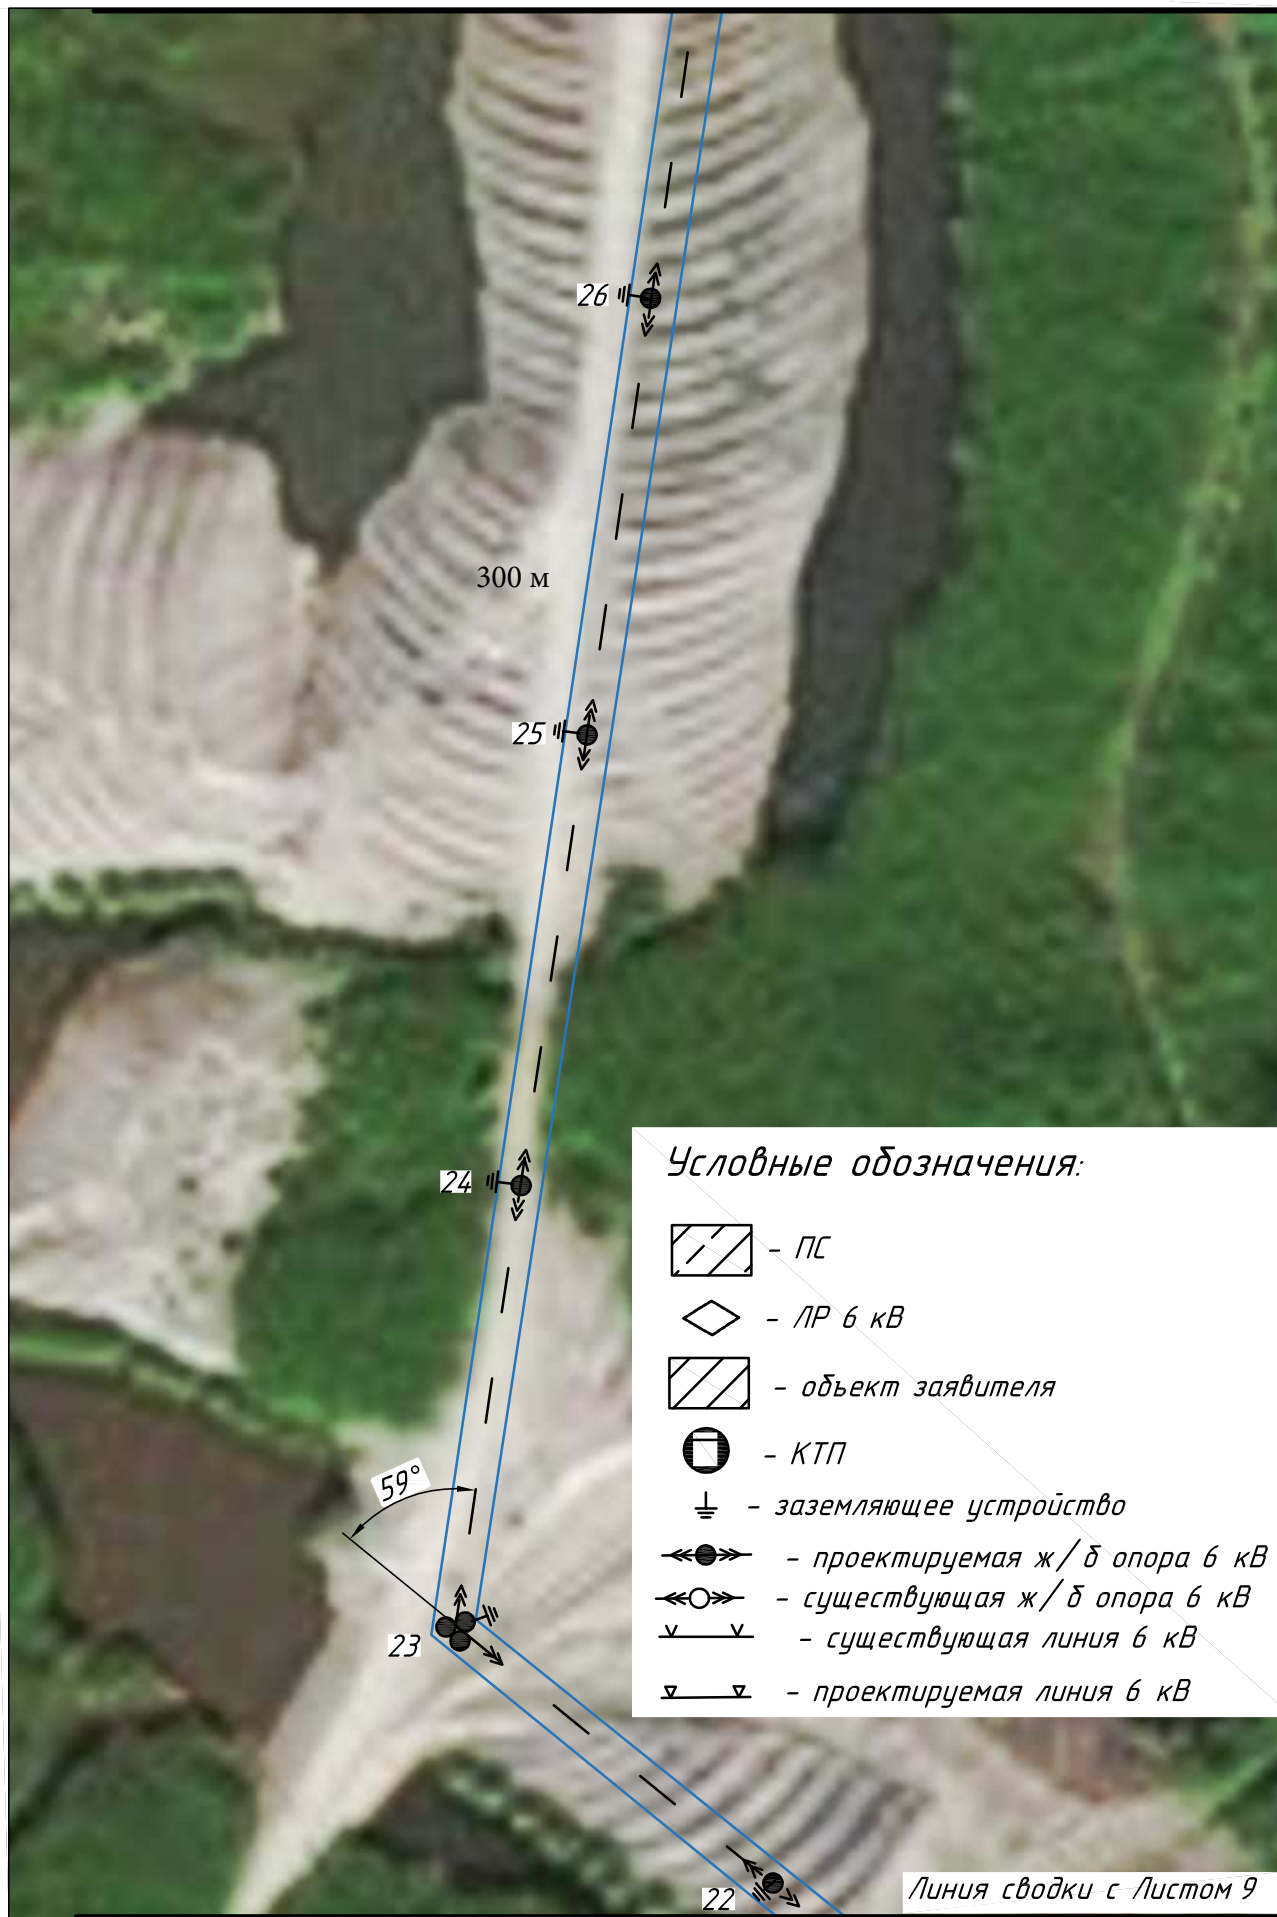 26
300 м
25
24
59°
23
22
Условные обозначения:
- ПС
- ЛР 6 кВ
- объект заявителя
- КТП
- заземляющее устройство
- проектируемая ж/б опора 6 кВ
- существующая ж/б опора 6 кВ
- существующая линия 6 кВ
- проектируемая линия 6 кВ
Линия сводки с Листом 9